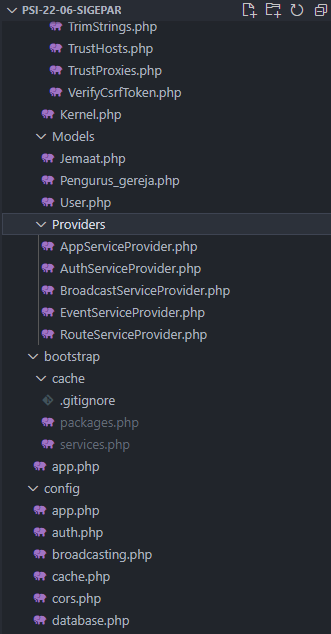 PSI-22-06-SIGEPAR
TrimStrings.php
TrustHosts.php
TrustProxies.php
VerifyCsrfToken.php
Kernel.php
Models
Jemaat.php
Pengurus_gereja.php
User.php
Providers
AppServiceProvider.php
AuthServiceProvider.php
BroadcastServiceProvider.php
EventServiceProvider.php
RouteServiceProvider.php
bootstrap
cache
.gitignore
packages.php
services.php
app.php
config
app.php
auth.php
broadcasting.php
cache.php
cors.php
database.php